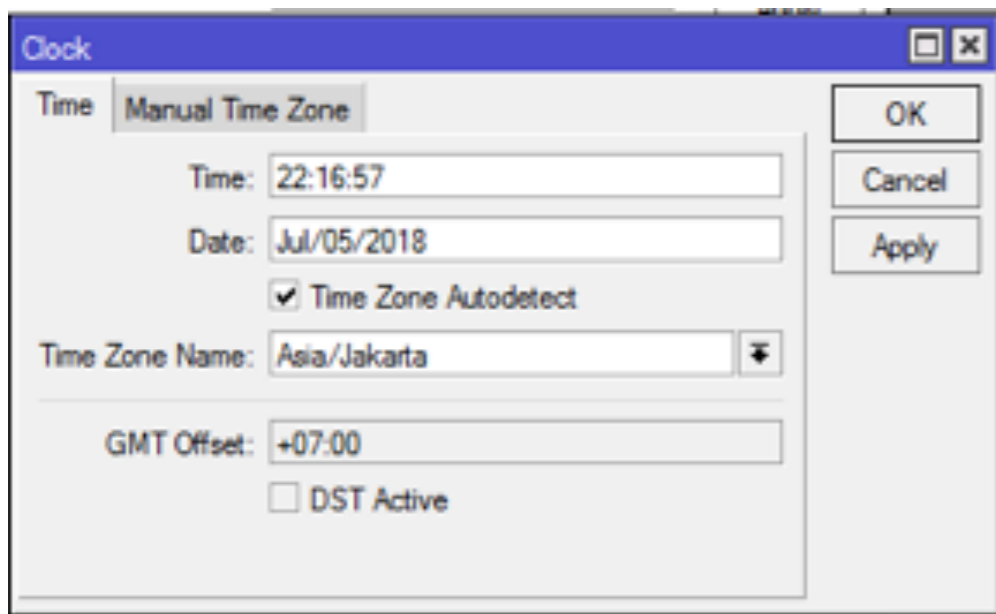 Clock
Time Manual Time Zone
OK
Cancel
Apply
Time: 22:16:57
Date: Jul/05/2018
Time Zone Autodetect
Time Zone Name: Asia/Jakarta
GMT Offset: +07:00
DST Active